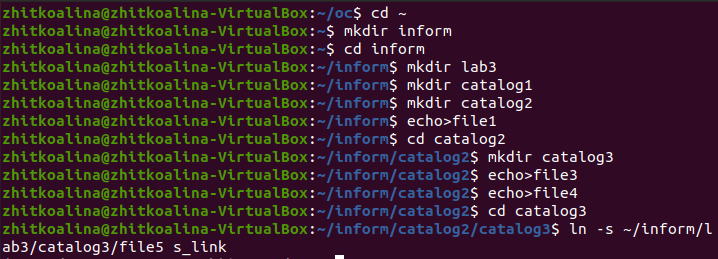 zhitkoalina@zhitkoalina-VirtualBox:~/oc$ cd ~
zhitkoalina@zhitkoalina-VirtualBox:~$ mkdir inform
zhitkoalina@zhitkoalina-VirtualBox:~$ cd inform
zhitkoalina@zhitkoalina-VirtualBox:~/inform$ mkdir lab3
zhitkoalina@zhitkoalina-VirtualBox:~/inform$ mkdir catalog1
zhitkoalina@zhitkoalina-VirtualBox:~/inform$ mkdir catalog2
zhitkoalina@zhitkoalina-VirtualBox:~/inform$ echo>file1
zhitkoalina@zhitkoalina-VirtualBox:~/inform$ cd catalog2
zhitkoalina@zhitkoalina-VirtualBox:~/inform/catalog2$ mkdir catalog3
zhitkoalina@zhitkoalina-VirtualBox:~/inform/catalog2$ echo>file3
zhitkoalina@zhitkoalina-VirtualBox:~/inform/catalog2$ echo>file4
zhitkoalina@zhitkoalina-VirtualBox:~/inform/catalog2$ cd catalog3
zhitkoalina@zhitkoalina-VirtualBox:~/inform/catalog2/catalog3$ ln -s ~/inform/l
ab3/catalog3/file5 s_link